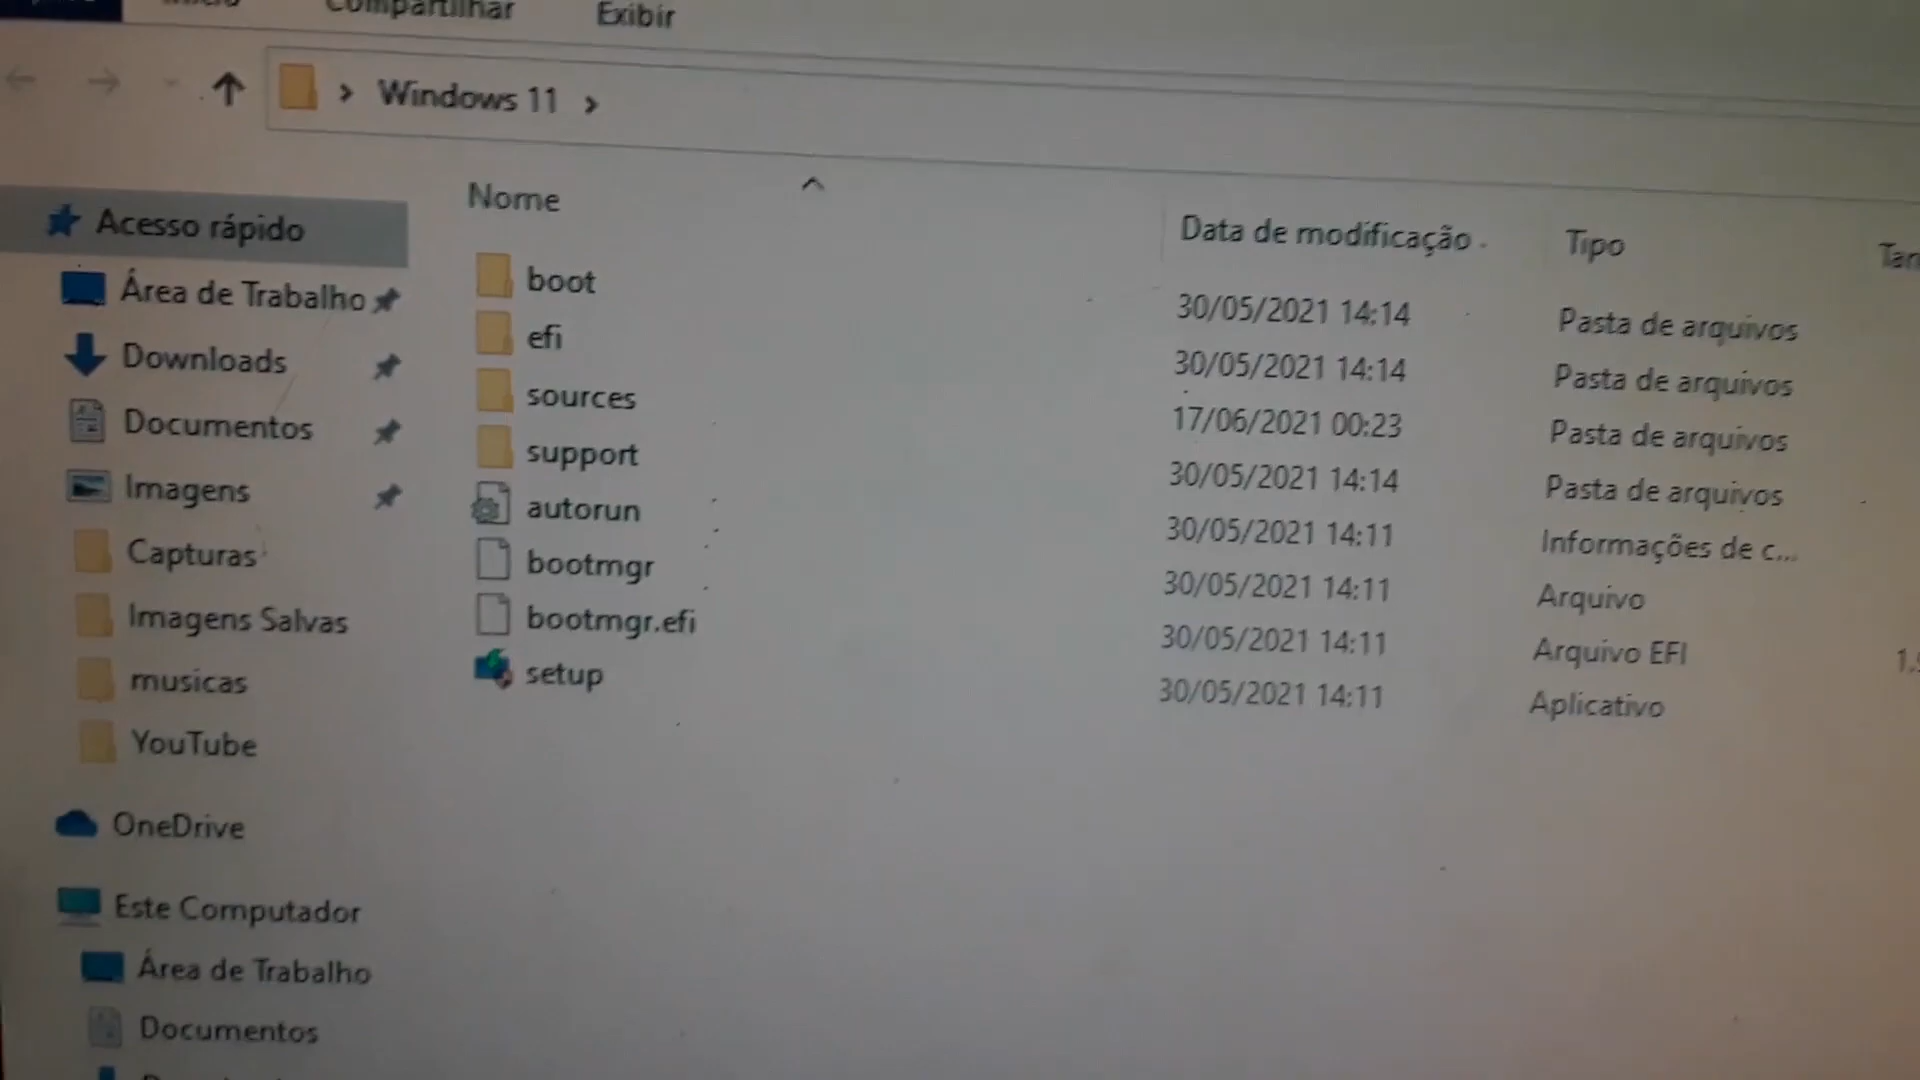 Compartilhar Exibir
Windows 11
Nome Data de modificação Tipo
Acesso rápido
Área de Trabalho
Downloads
Documentos
Imagens
Capturas
Imagens Salvas
musicas
YouTube
OneDrive
Este Computador
Área de Trabalho
Documentos
boot 30/05/2021 14:14 Pasta de arquivos
efi 30/05/2021 14:14 Pasta de arquivos
sources 17/06/2021 00:23 Pasta de arquivos
support 30/05/2021 14:14 Pasta de arquivos
autorun 30/05/2021 14:11 Informações de c...
bootmgr 30/05/2021 14:11 Arquivo
bootmgr.efi 30/05/2021 14:11 Arquivo EFI
setup 30/05/2021 14:11 Aplicativo